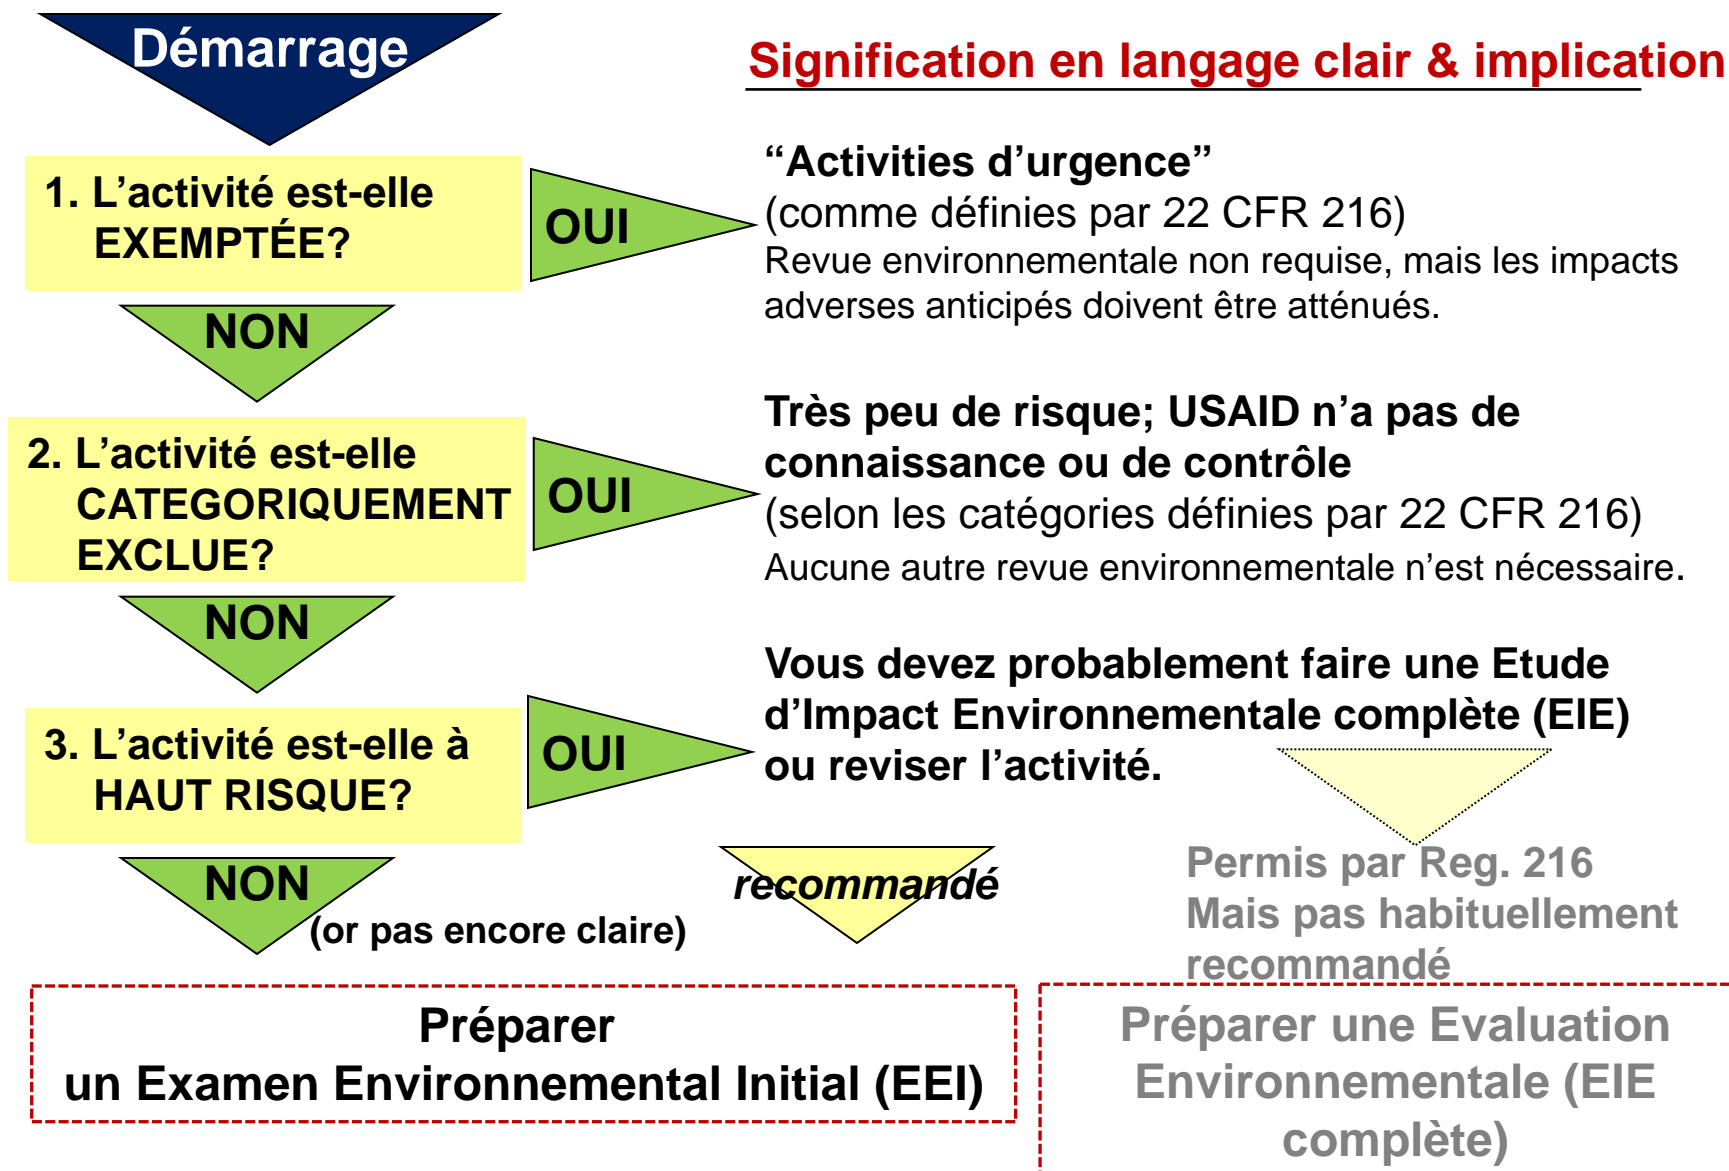 Démarrage
Signification en langage clair & implication
1. L’activité est-elle
EXEMPTÉE?
OUI
“Activities d’urgence”
(comme définies par 22 CFR 216)
Revue environnementale non requise, mais les impacts
adverses anticipés doivent être atténués.
NON
2. L’activité est-elle
CATEGORIQUEMENT
EXCLUE?
OUI
Très peu de risque; USAID n’a pas de
connaissance ou de contrôle
(selon les catégories définies par 22 CFR 216)
Aucune autre revue environnementale n’est nécessaire.
NON
3. L’activité est-elle à
HAUT RISQUE?
OUI
Vous devez probablement faire une Etude
d’Impact Environnementale complète (EIE)
ou reviser l’activité.
NON
(or pas encore claire)
recommandé
Permis par Reg. 216
Mais pas habituellement
recommandé
Préparer
un Examen Environnemental Initial (EEI)
Préparer une Evaluation
Environnementale (EIE
complète)